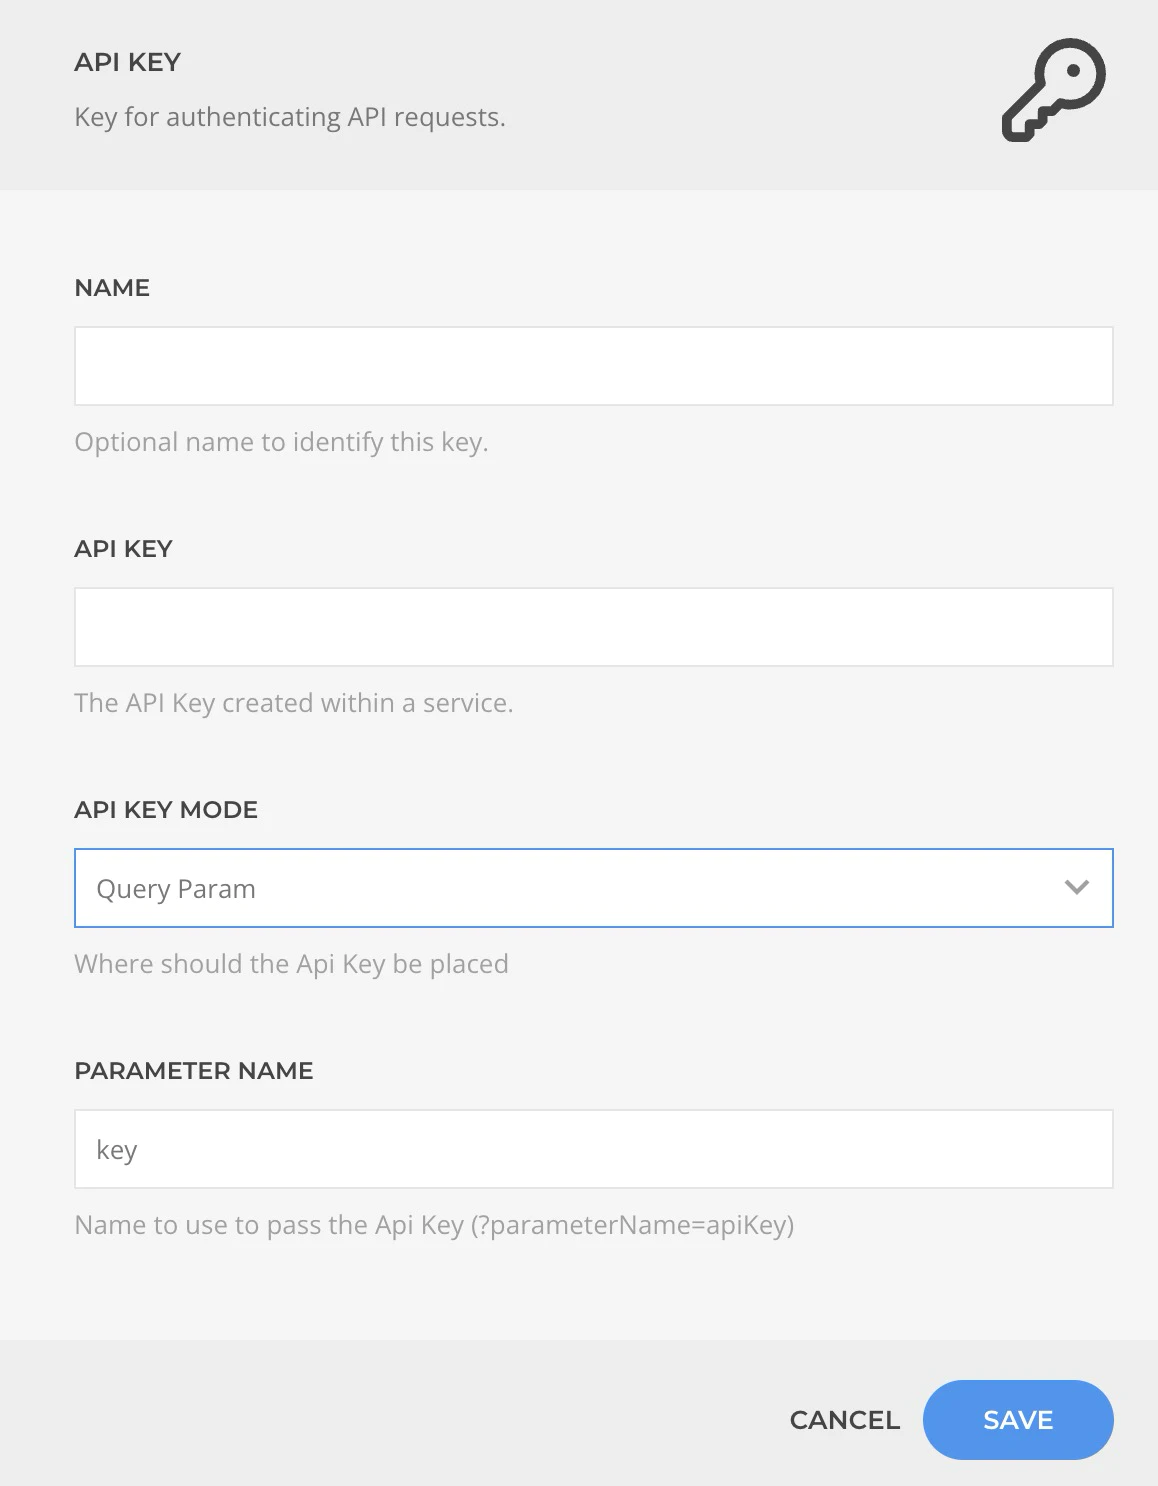 API KEY
Key for authenticating API requests.
NAME
Optional name to identify this key.
API KEY
The API Key created within a service.
API KEY MODE
Query Param
Where should the Api Key be placed
PARAMETER NAME
key
Name to use to pass the Api Key (?parameterName=apiKey)
CANCEL SAVE